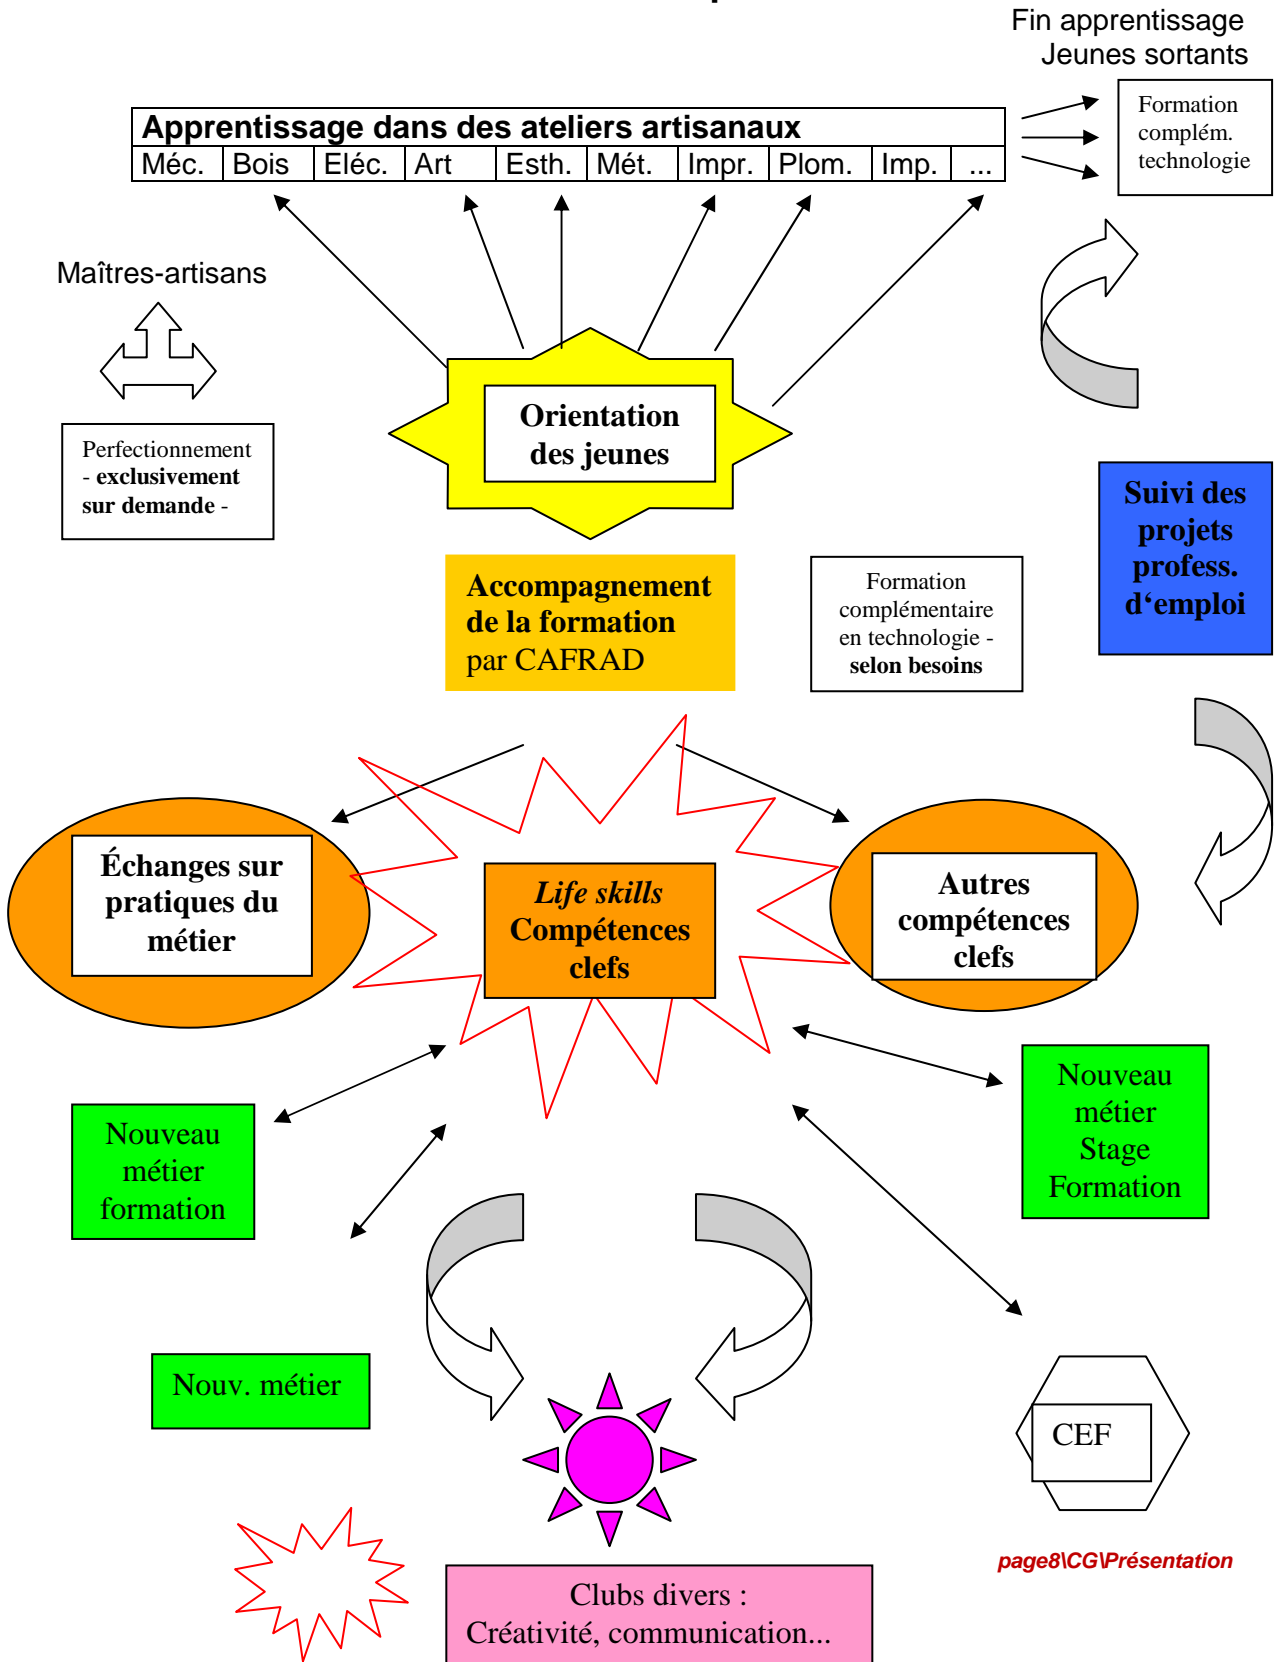 Fin apprentissage
Jeunes sortants
Apprentissage dans des ateliers artisanaux
Méc. Bois Eléc. Art Esth. Mét. Impr. Plom. Imp. ...
Formation
complém.
technologie
Maîtres-artisans
Perfectionnement
- exclusivement
sur demande -
Orientation
des jeunes
Suivi des
projets
profess.
d‘emploi
Accompagnement
de la formation
par CAFRAD
Formation
complémentaire
en technologie -
selon besoins
Échanges sur
pratiques du
métier
Life skills
Compétences
clefs
Autres
compétences
clefs
Nouveau
métier
formation
Nouveau
métier
Stage
Formation
Nouv. métier
CEF
page8\CG\Présentation
Clubs divers :
Créativité, communication...